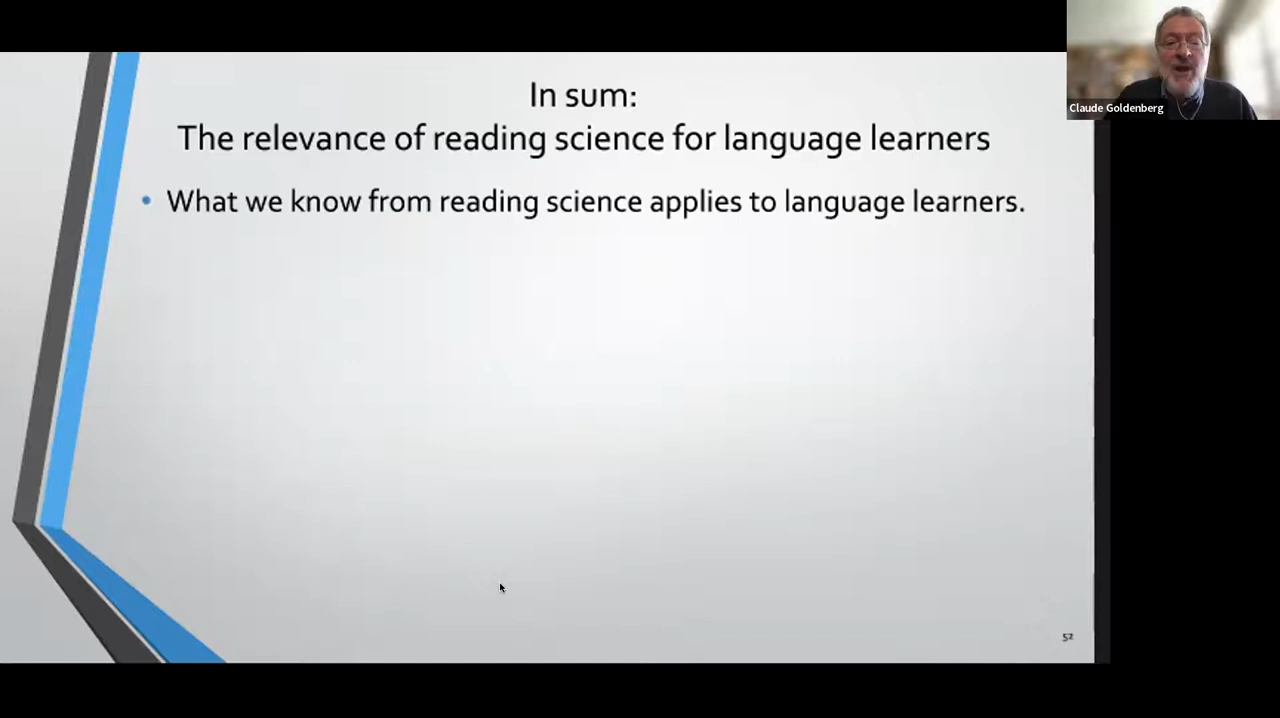 In sum:
The relevance of reading science for language learners
• What we know from reading science applies to language learners.
52
Claude Goldenberg